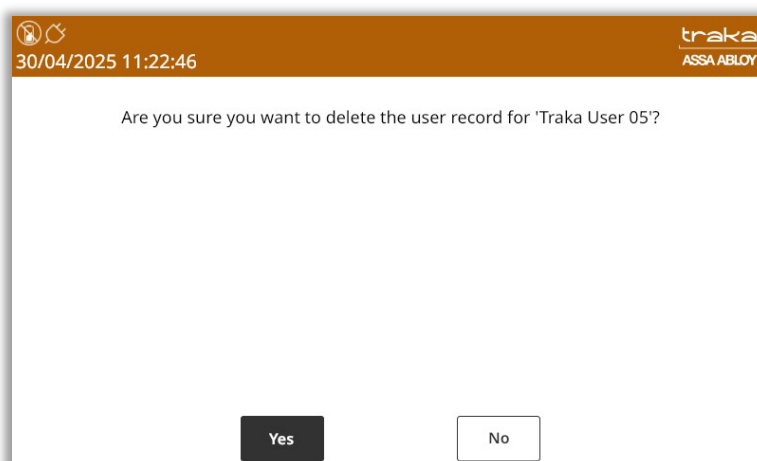 traka
30/04/2025 11:22:46
ASSA ABLOY
Are you sure you want to delete the user record for 'Traka User 05'?
Yes
No